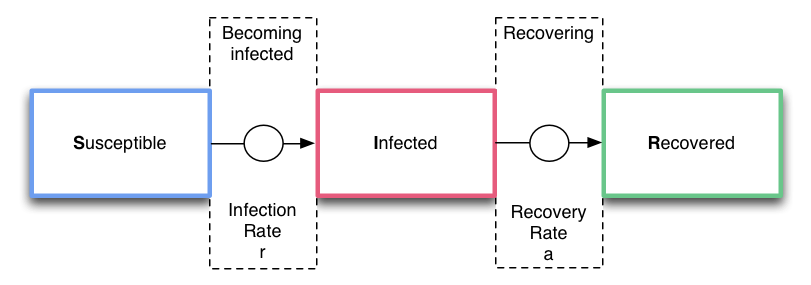 Becoming
infected
Recovering
Susceptible
Infected
Recovered
Infection
Rate
r
Recovery
Rate
a